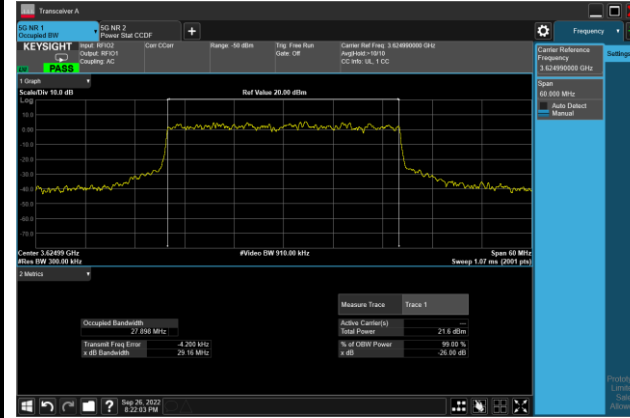 Transceiver A
5G NR 1
Occupied BW
5G NR 2
Power Stat CCDF
+
Frequency
KEYSIGHT
PASS
Input: RFIO2
Output: RFIO1
Coupling: AC
Corr CCorr
Range: -50 dBm
Trig: Free Run
Gate: Off
Carrier Ref Freq: 3.624990000 GHz
Avg|Hold:>10/10
CC Info: UL, 1 CC
Carrier Reference
Frequency
3.624990000 GHz
Settings
Span
60.000 MHz
Auto Detect
Manual
1 Graph
Scale/Div 10.0 dB
Ref Value 20.00 dBm
Log
10.0
0.00
-10.0
-20.0
-30.0
-40.0
-50.0
-60.0
-70.0
Center 3.62499 GHz
#Video BW 910.00 kHz
Span 60 MHz
#Res BW 300.00 kHz
Sweep 1.07 ms (2001 pts)
2 Metrics
Measure Trace Trace 1
Occupied Bandwidth
27.898 MHz
Active Carrier(s) ---
Total Power 21.6 dBm
Transmit Freq Error -4.200 kHz
x dB Bandwidth 29.16 MHz
% of OBW Power 99.00 %
x dB -26.00 dB
Sep 26, 2022
8:22:03 PM
?